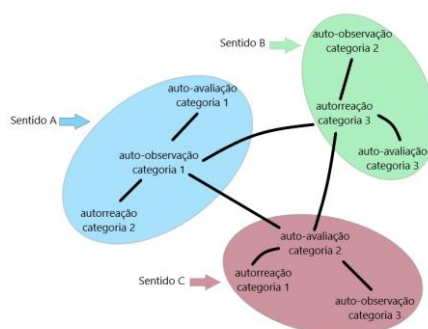 Sentido B
auto-observação
categoria 2
autorreação
categoria 3
auto-avaliação
categoria 3
Sentido A
auto-avaliação
categoria 1
auto-observação
categoria 1
autorreação
categoria 2
auto-avaliação
categoria 2
autorreação
categoria 1
auto-observação
categoria 3
Sentido C